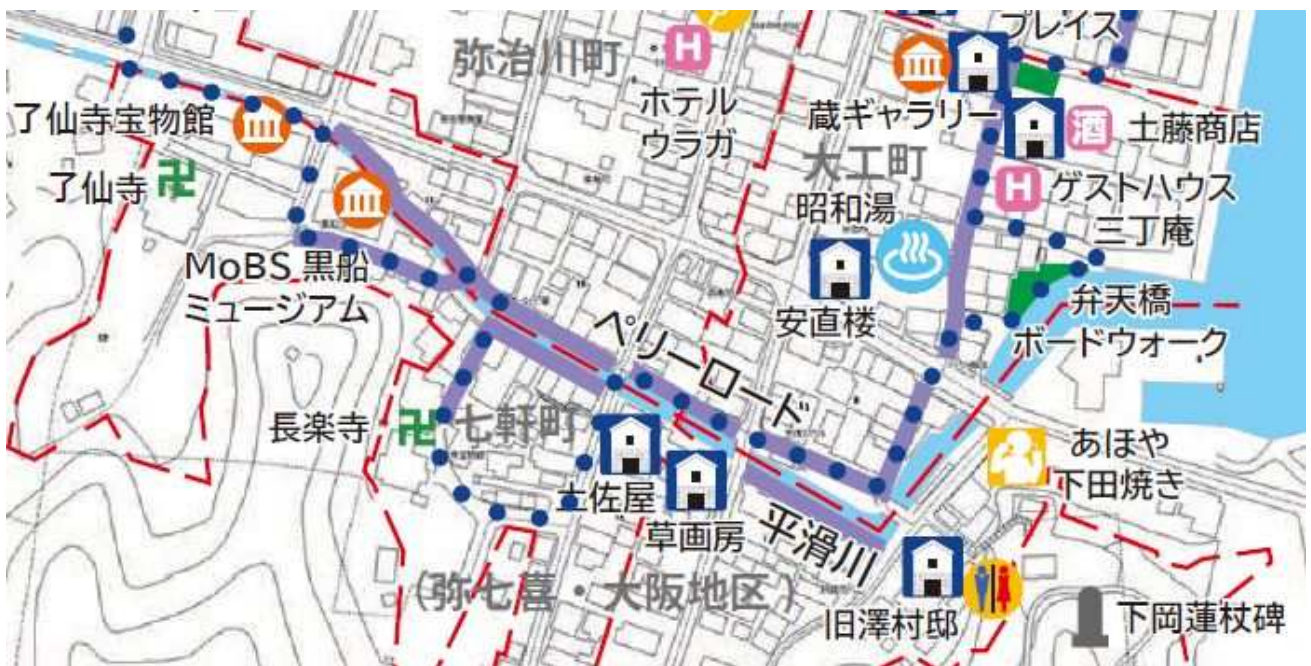 プレイス
弥治川町
H
ホテル
ウラガ
蔵ギャラリー
酒
土藤商店
大工町
H
ゲストハウス
三丁庵
了仙寺宝物館
了仙寺
卍
昭和湯
安直楼
弁天橋
ボードウォーク
MoBS 黒船
ミュージアム
ペリーロード
長楽寺
卍
七軒町
土佐屋
草画房
平滑川
あほや
下田焼き
(弥七喜・大阪地区)
旧澤村邸
下岡蓮杖碑